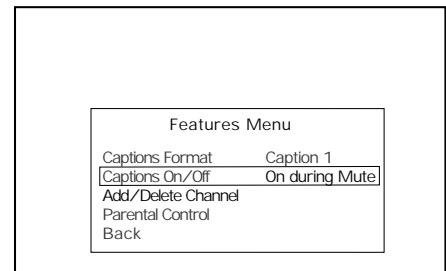 Features Menu
Captions Format Caption 1
Captions On/Off On during Mute
Add/Delete Channel
Parental Control
Back